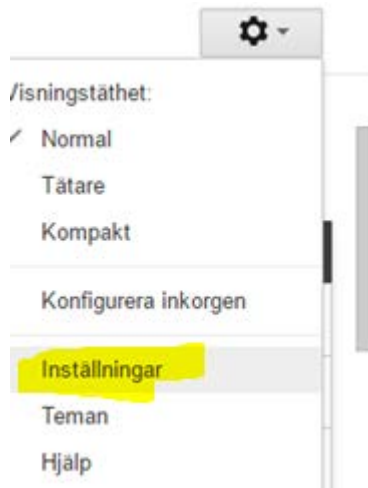 Visningstäthet:
Normal
Tätare
Kompakt
Konfigurera inkorgen
Inställningar
Teman
Hjälp